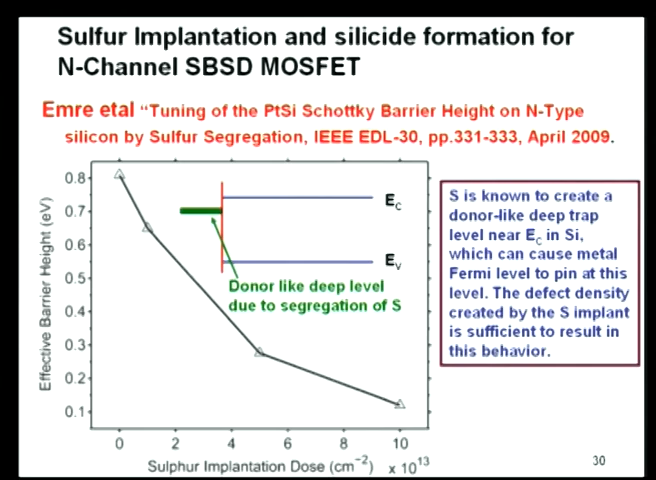 Sulfur Implantation and silicide formation for
N-Channel SBSD MOSFET
Emre etal “Tuning of the PtSi Schottky Barrier Height on N-Type
silicon by Sulfur Segregation, IEEE EDL-30, pp.331-333, April 2009.
Effective Barrier Height (eV)
0.8
0.7
0.6
0.5
0.4
0.3
0.2
0.1
Ec
Ev
Donor like deep level
due to segregation of S
0 2 4 6 8 10
Sulphur Implantation Dose (cm⁻²) x 10¹³
S is known to create a
donor-like deep trap
level near Ec in Si,
which can cause metal
Fermi level to pin at this
level. The defect density
created by the S implant
is sufficient to result in
this behavior.
30